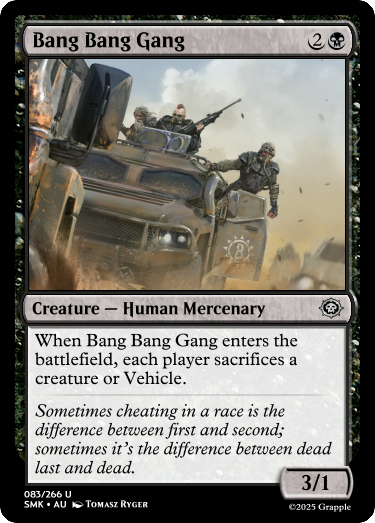 Bang Bang Gang 2
Creature — Human Mercenary
When Bang Bang Gang enters the
battlefield, each player sacrifices a
creature or Vehicle.
Sometimes cheating in a race is the
difference between first and second;
sometimes it's the difference between dead
last and dead.
3/1
083/266 U
SMK • AU Tomasz Ryger
©2025 Grapple
B